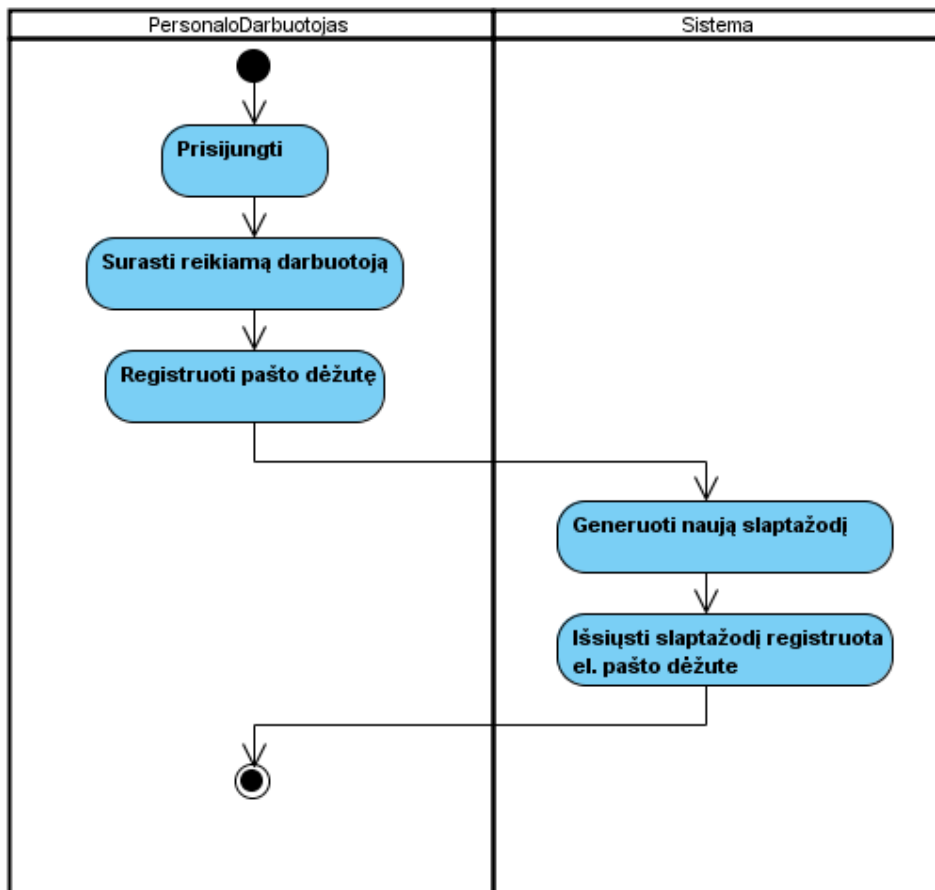 PersonaloDarbuotojas
Sistema
Prisijungti
Surasti reikiamą darbuotoją
Registruoti pašto dėžutę
Generuoti naują slaptažodį
Išsiųsti slaptažodį registruota
el. pašto dėžute